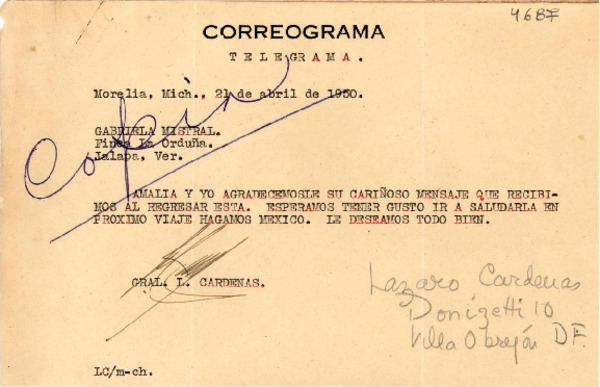 4687
CORREOGRAMA
TELEGRAMA.
Morelia, Mich., 21 de abril de 1950.
Copia
GABRIELA MISTRAL.
Finca La Orduña.
Jalapa, Ver.
AMALIA Y YO AGRADECEMOSLE SU CARIÑOSO MENSAJE QUE RECIBI-
MOS AL REGRESAR ESTA. ESPERAMOS TENER GUSTO IR A SALUDARLA EN
PROXIMO VIAJE HAGAMOS MEXICO. LE DESEAMOS TODO BIEN.
GRAL. L. CARDENAS.
Lazaro Cardenas
Donizetti 10
Villa Obregón D F.
LC/m-ch.